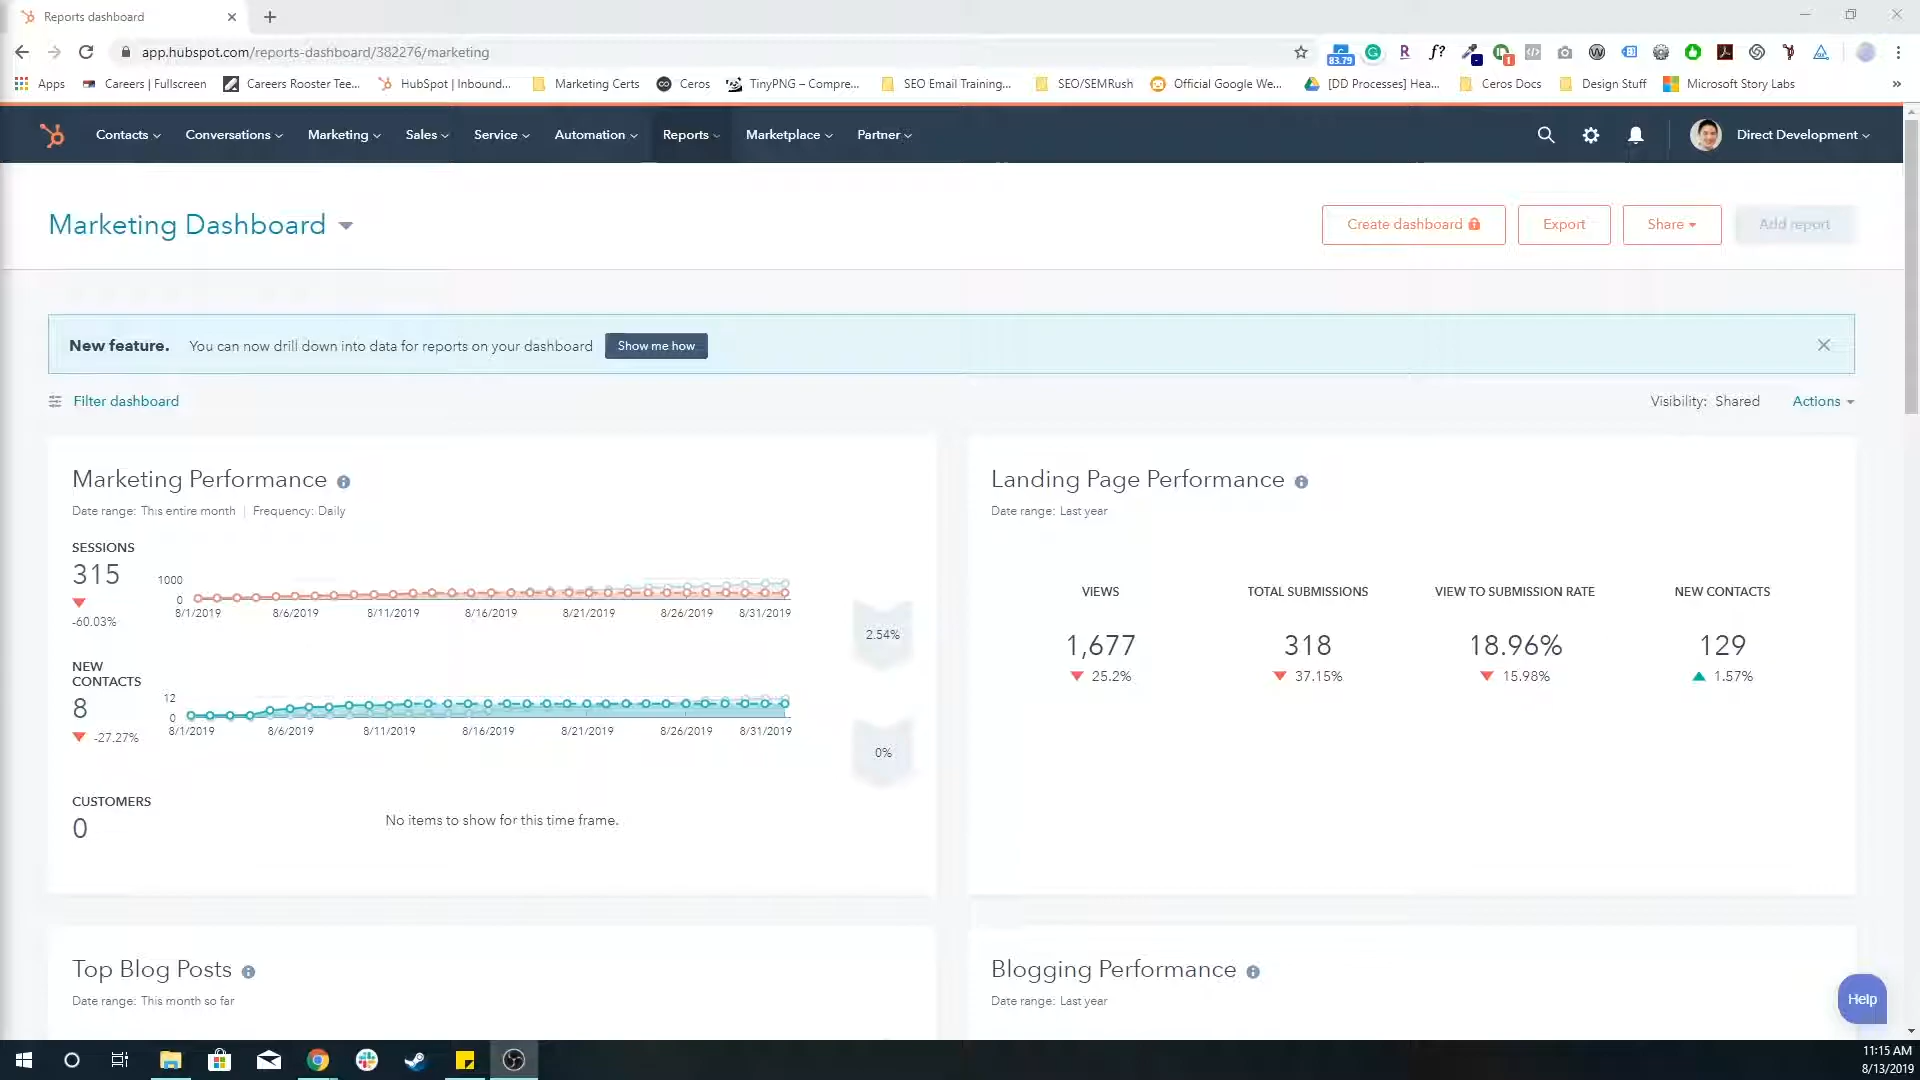 Reports dashboard
app.hubspot.com/reports-dashboard/382276/marketing
83.79
1
Apps
Careers | Fullscreen
Careers Rooster Tee...
HubSpot | Inbound...
Marketing Certs
Ceros
TinyPNG – Compre...
SEO Email Training...
SEO/SEMRush
Official Google We...
[DD Processes] Hea...
Ceros Docs
Design Stuff
Microsoft Story Labs
»
Contacts
Conversations
Marketing
Sales
Service
Automation
Reports
Marketplace
Partner
Direct Development
Marketing Dashboard
Create dashboard
Export
Share
Add report
New feature. You can now drill down into data for reports on your dashboard
Show me how
Filter dashboard
Visibility: Shared
Actions
Marketing Performance
Date range: This entire month | Frequency: Daily
SESSIONS
315
-60.03%
1000
0
8/1/2019 8/6/2019 8/11/2019 8/16/2019 8/21/2019 8/26/2019 8/31/2019
2.54%
NEW
CONTACTS
8
-27.27%
12
0
8/1/2019 8/6/2019 8/11/2019 8/16/2019 8/21/2019 8/26/2019 8/31/2019
0%
CUSTOMERS
0
No items to show for this time frame.
Landing Page Performance
Date range: Last year
VIEWS
1,677
25.2%
TOTAL SUBMISSIONS
318
37.15%
VIEW TO SUBMISSION RATE
18.96%
15.98%
NEW CONTACTS
129
1.57%
Top Blog Posts
Date range: This month so far
Blogging Performance
Date range: Last year
Help
11:15 AM
8/13/2019